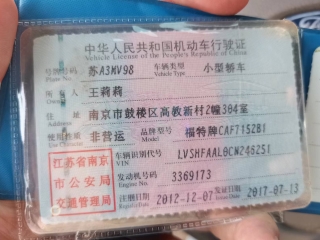 中华人民共和国机动车行驶证
Vehicle License of the People's Republic of China
号牌号码 苏A3MV98 车辆类型 小型轿车
Plate No. Vehicle Type
所有人 王莉莉
Owner
住址 南京市鼓楼区高教新村2幢304室
Address
使用性质 非营运 品牌型号 福特牌CAF7152B1
Model
江苏省南京
市公安局
交通管理局
车辆识别代号 LVSHFAAL0CN246251
VIN
发动机号码 3369173
Engine No.
注册日期 2012-12-07 发证日期 2017-07-13
Register Date Issue Date